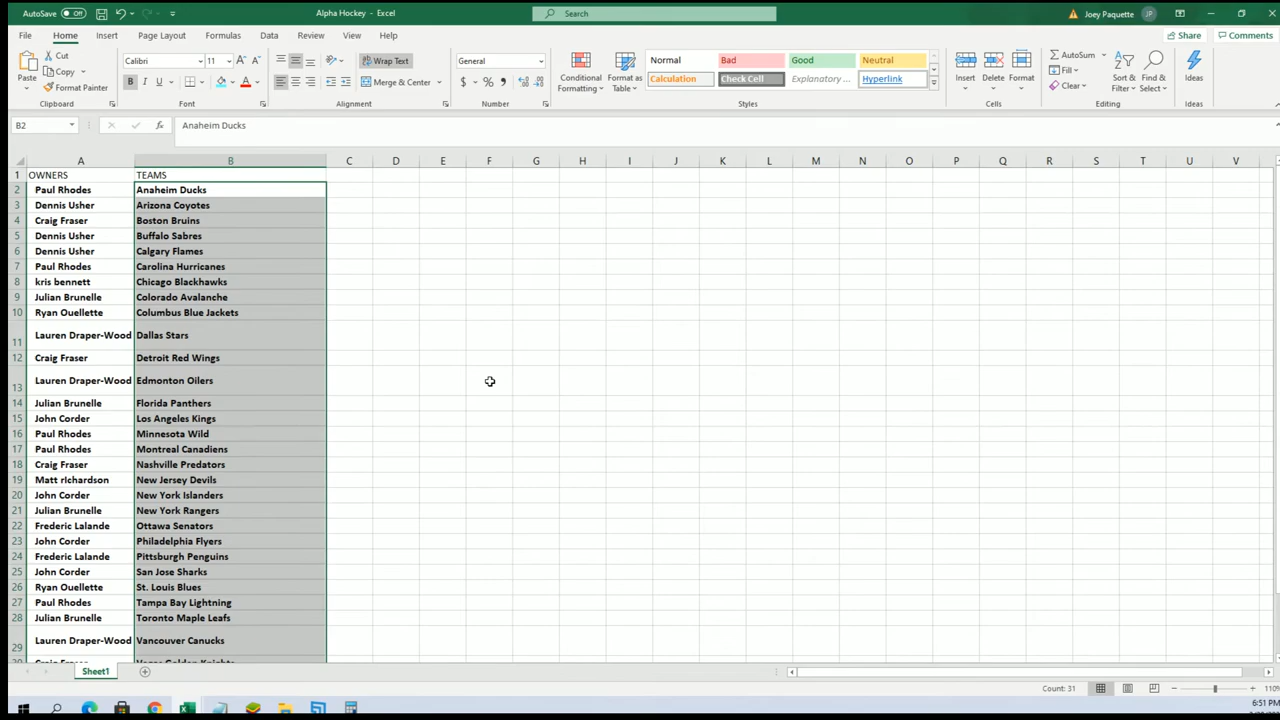 AutoSave Off Alpha Hockey - Excel Search Joey Paquette JP
File Home Insert Page Layout Formulas Data Review View Help Share Comments
Paste Cut Copy Format Painter Clipboard
Calibri 11 A A B I U A Font
Wrap Text Merge & Center Alignment
General $ % , Number
Conditional Formatting Format as Table
Normal Bad Good Neutral
Calculation Check Cell Explanatory ... Hyperlink
Styles
Insert Delete Format Cells
AutoSum Fill Clear Sort & Filter Find & Select Editing
Ideas Ideas
B2 fx Anaheim Ducks
A B C D E F G H I J K L M N O P Q R S T U V
1 OWNERS TEAMS
2 Paul Rhodes Anaheim Ducks
3 Dennis Usher Arizona Coyotes
4 Craig Fraser Boston Bruins
5 Dennis Usher Buffalo Sabres
6 Dennis Usher Calgary Flames
7 Paul Rhodes Carolina Hurricanes
8 kris bennett Chicago Blackhawks
9 Julian Brunelle Colorado Avalanche
10 Ryan Ouellette Columbus Blue Jackets
11 Lauren Draper-Wood Dallas Stars
12 Craig Fraser Detroit Red Wings
13 Lauren Draper-Wood Edmonton Oilers
14 Julian Brunelle Florida Panthers
15 John Corder Los Angeles Kings
16 Paul Rhodes Minnesota Wild
17 Paul Rhodes Montreal Canadiens
18 Craig Fraser Nashville Predators
19 Matt rIchardson New Jersey Devils
20 John Corder New York Islanders
21 Julian Brunelle New York Rangers
22 Frederic Lalande Ottawa Senators
23 John Corder Philadelphia Flyers
24 Frederic Lalande Pittsburgh Penguins
25 John Corder San Jose Sharks
26 Ryan Ouellette St. Louis Blues
27 Paul Rhodes Tampa Bay Lightning
28 Julian Brunelle Toronto Maple Leafs
29 Lauren Draper-Wood Vancouver Canucks
30 Craig Fraser Vegas Golden Knights
Sheet1
Count: 31 110%
6:51 PM